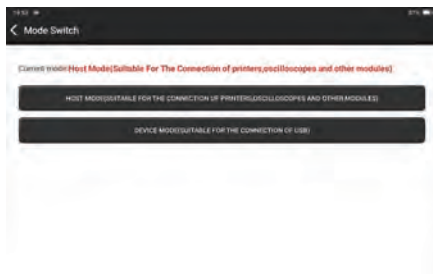 Mode Switch
Current mode:Host Mode(Suitable For The Connection of printers,oscilloscopes and other modules)
HOST MODE(SUITABLE FOR THE CONNECTION OF PRINTERS,OSCILLOSCOPES AND OTHER MODULES)
DEVICE MODE(SUITABLE FOR THE CONNECTION OF USB)